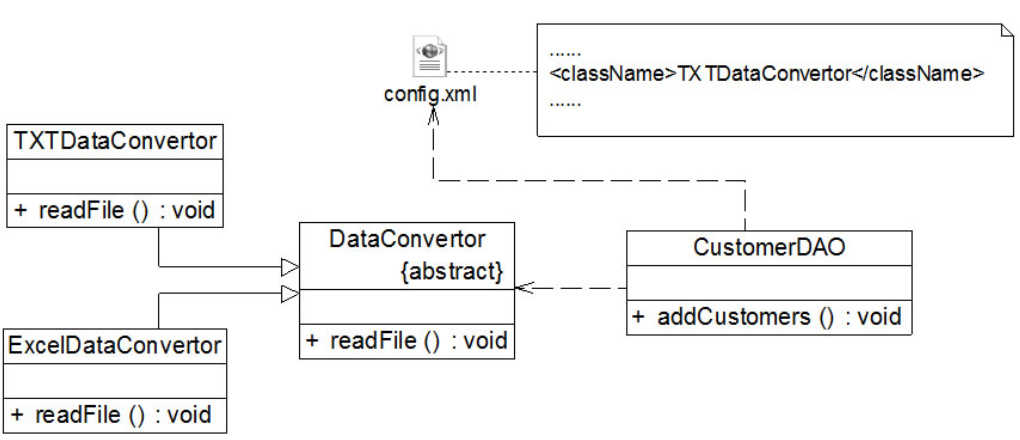 ......
<className>TXTDataConvertor</className>
......
config.xml
TXTDataConvertor
+ readFile () : void
DataConvertor
{abstract}
+ readFile () : void
CustomerDAO
+ addCustomers () : void
ExcelDataConvertor
+ readFile () : void